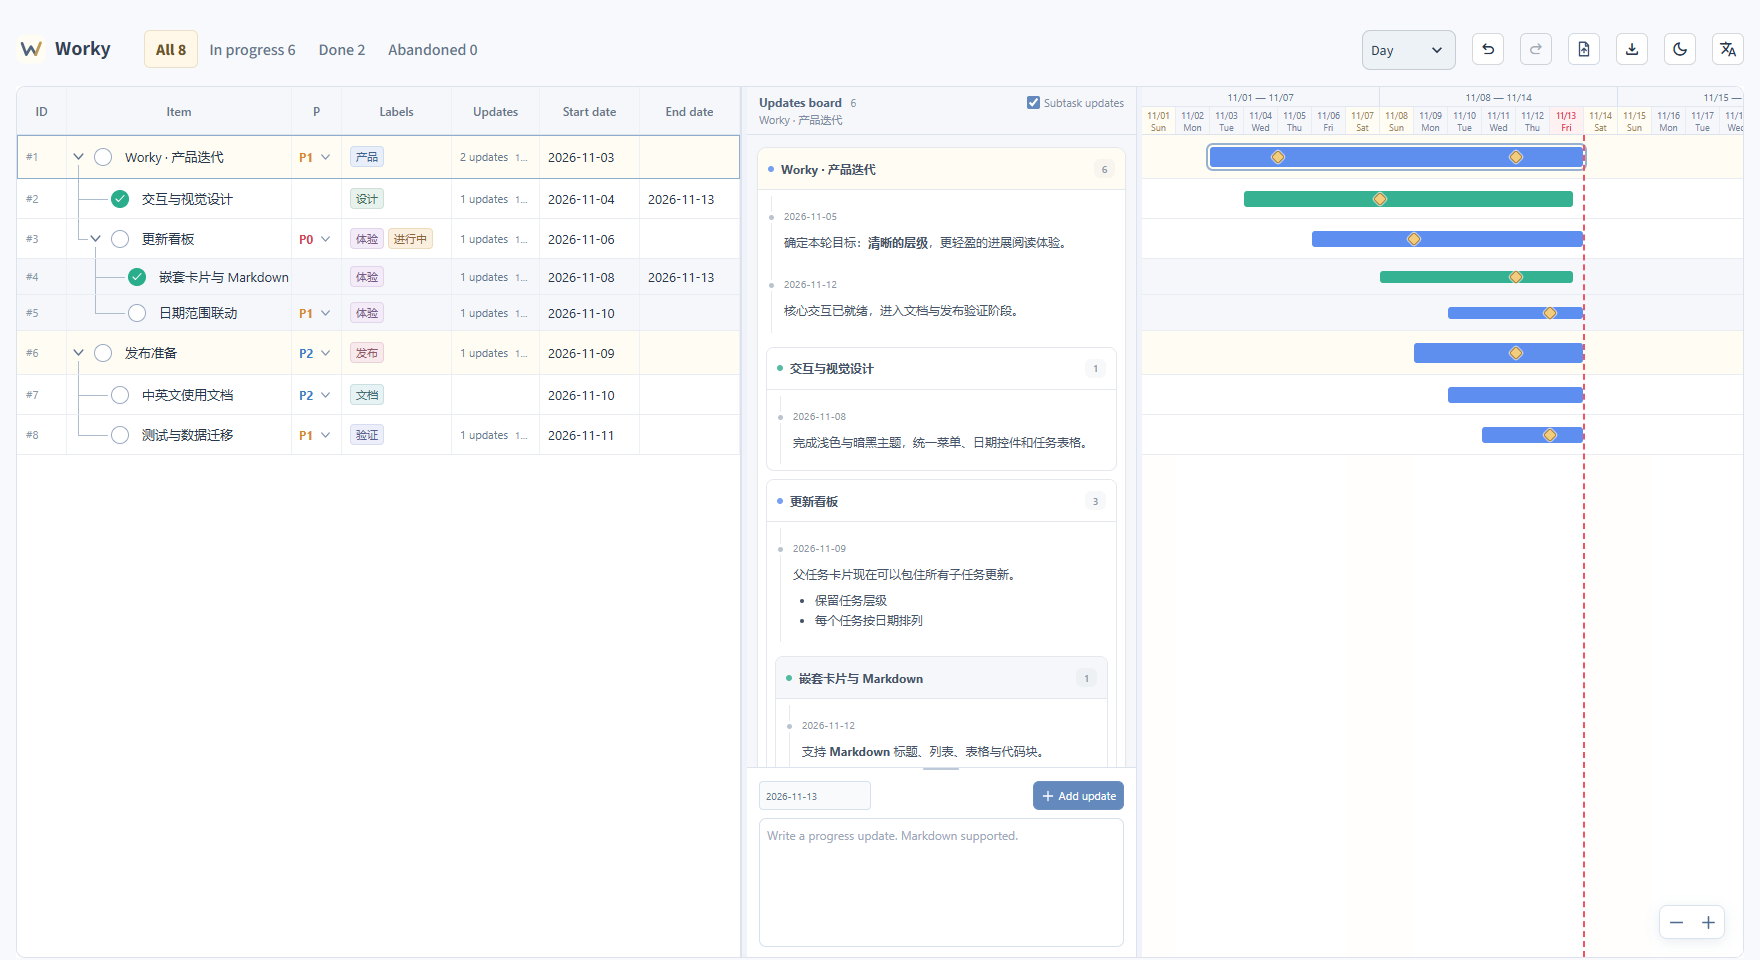 Worky
All 8
In progress 6
Done 2
Abandoned 0
Day
ID Item P Labels Updates Start date End date
#1 Worky · 产品迭代 P1 产品 2 updates 1... 2026-11-03
#2 交互与视觉设计 设计 1 updates 1... 2026-11-04 2026-11-13
#3 更新看板 P0 体验 进行中 1 updates 1... 2026-11-06
#4 嵌套卡片与 Markdown 体验 1 updates 1... 2026-11-08 2026-11-13
#5 日期范围联动 P1 体验 1 updates 1... 2026-11-10
#6 发布准备 P2 发布 1 updates 1... 2026-11-09
#7 中英文使用文档 P2 文档 2026-11-10
#8 测试与数据迁移 P1 验证 1 updates 1... 2026-11-11
Updates board 6
Subtask updates
Worky · 产品迭代
Worky · 产品迭代 6
2026-11-05
确定本轮目标：清晰的层级，更轻盈的进展阅读体验。
2026-11-12
核心交互已就绪，进入文档与发布验证阶段。
交互与视觉设计 1
2026-11-08
完成浅色与暗黑主题，统一菜单、日期控件和任务表格。
更新看板 3
2026-11-09
父任务卡片现在可以包住所有子任务更新。
• 保留任务层级
• 每个任务按日期排列
嵌套卡片与 Markdown 1
2026-11-12
支持 Markdown 标题、列表、表格与代码块。
2026-11-13
Add update
Write a progress update. Markdown supported.
11/01 — 11/07 11/08 — 11/14 11/15 —
11/01 11/02 11/03 11/04 11/05 11/06 11/07 11/08 11/09 11/10 11/11 11/12 11/13 11/14 11/15 11/16 11/17
Sun Mon Tue Wed Thu Fri Sat Sun Mon Tue Wed Thu Fri Sat Sun Mon Tue